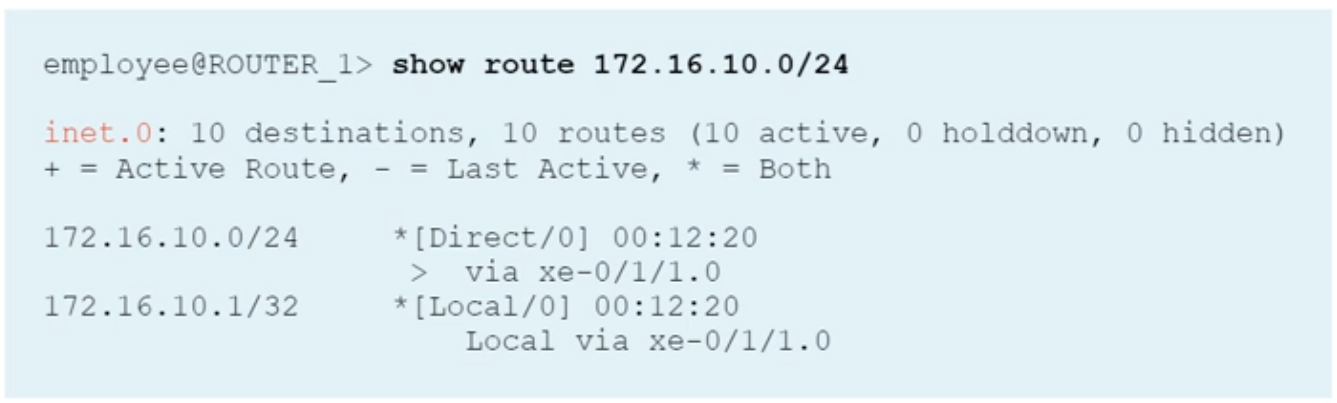 employee@ROUTER_1> show route 172.16.10.0/24
inet.0: 10 destinations, 10 routes (10 active, 0 holddown, 0 hidden)
+ = Active Route, - = Last Active, * = Both
172.16.10.0/24 *[Direct/0] 00:12:20
> via xe-0/1/1.0
172.16.10.1/32 *[Local/0] 00:12:20
Local via xe-0/1/1.0